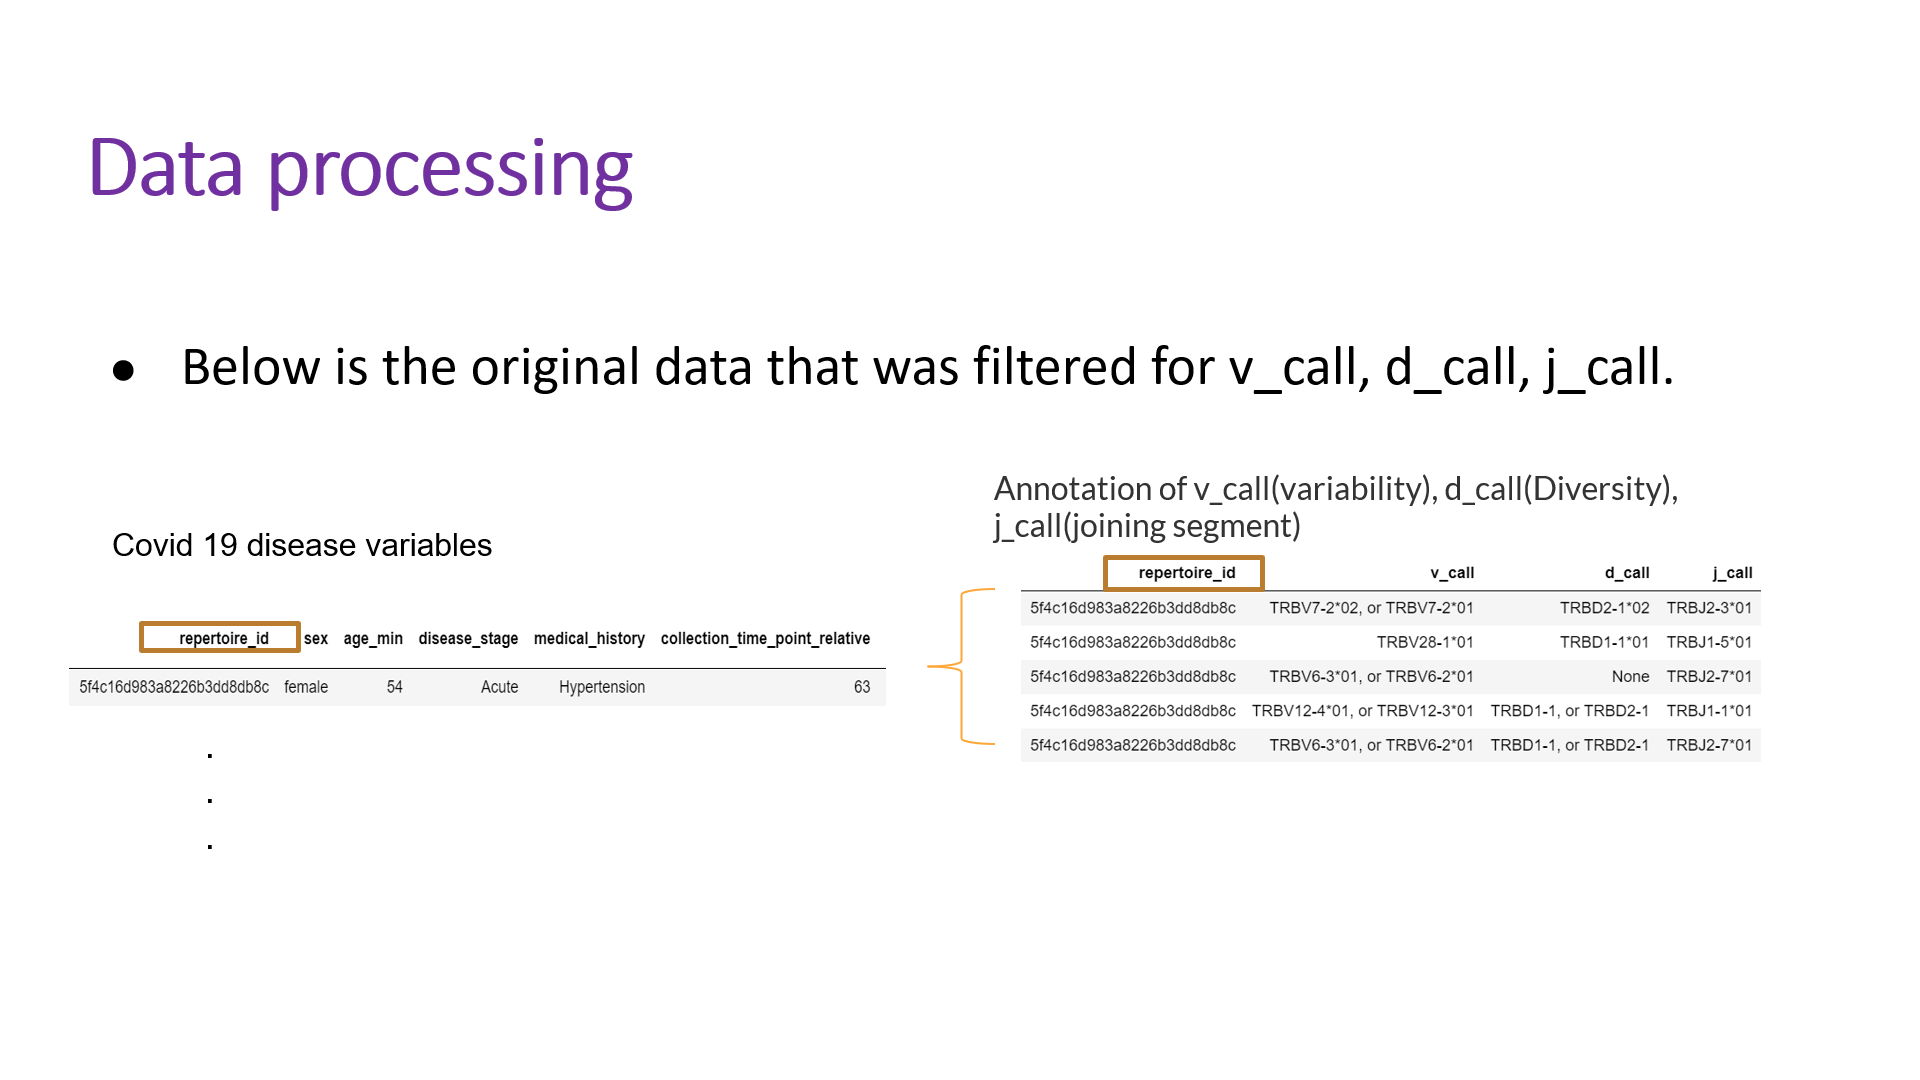 Data processing
● Below is the original data that was filtered for v_call, d_call, j_call.
Covid 19 disease variables
repertoire_id sex age_min disease_stage medical_history collection_time_point_relative
5f4c16d983a8226b3dd8db8c female 54 Acute Hypertension 63
.
.
.
Annotation of v_call(variability), d_call(Diversity),
j_call(joining segment)
repertoire_id v_call d_call j_call
5f4c16d983a8226b3dd8db8c TRBV7-2*02, or TRBV7-2*01 TRBD2-1*02 TRBJ2-3*01
5f4c16d983a8226b3dd8db8c TRBV28-1*01 TRBD1-1*01 TRBJ1-5*01
5f4c16d983a8226b3dd8db8c TRBV6-3*01, or TRBV6-2*01 None TRBJ2-7*01
5f4c16d983a8226b3dd8db8c TRBV12-4*01, or TRBV12-3*01 TRBD1-1, or TRBD2-1 TRBJ1-1*01
5f4c16d983a8226b3dd8db8c TRBV6-3*01, or TRBV6-2*01 TRBD1-1, or TRBD2-1 TRBJ2-7*01